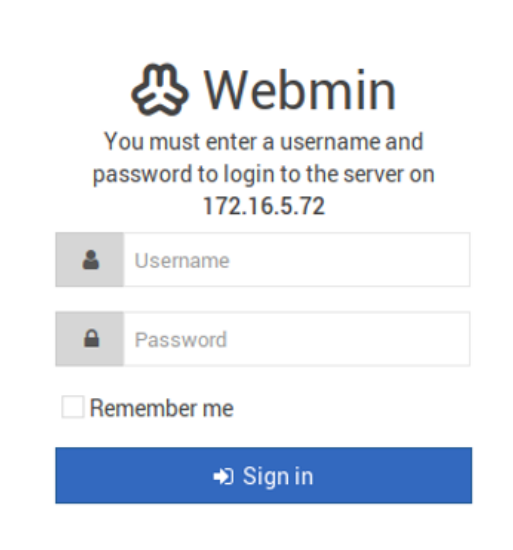 Webmin
You must enter a username and
password to login to the server on
172.16.5.72
Username
Password
Remember me
Sign in